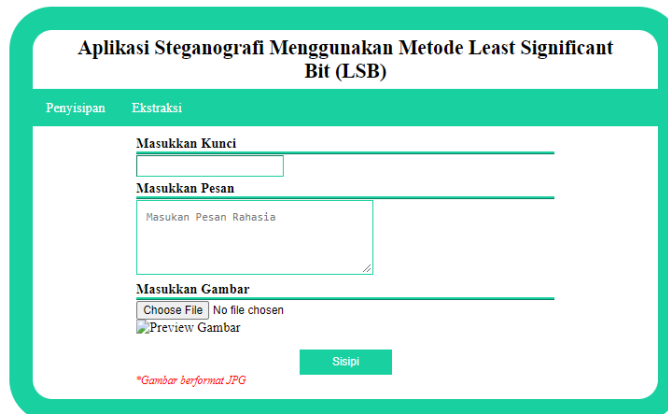 Aplikasi Steganografi Menggunakan Metode Least Significant
Bit (LSB)
Penyisipan Ekstraksi
Masukkan Kunci
Masukkan Pesan
Masukan Pesan Rahasia
Masukkan Gambar
Choose File No file chosen
Preview Gambar
Sisipi
*Gambar berformat JPG